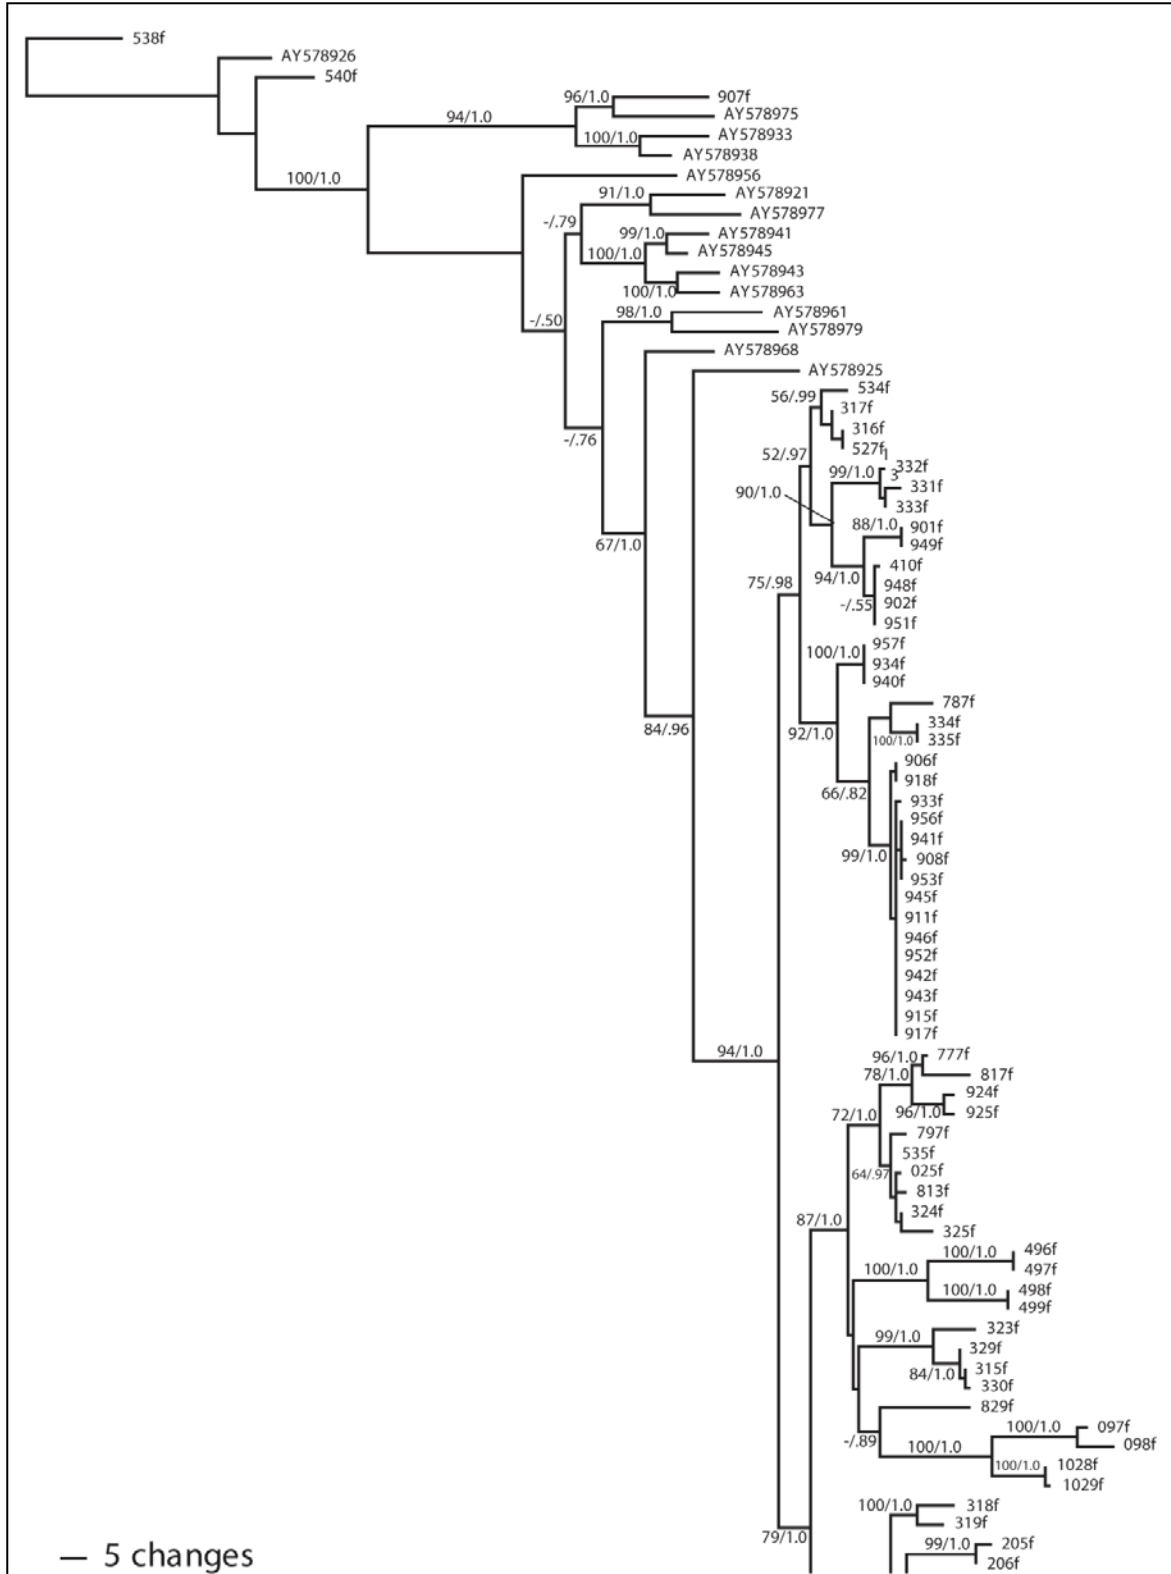 538f
AY578926
540f
96/1.0
907f
94/1.0
AY578975
100/1.0
AY578933
AY578938
100/1.0
AY578956
91/1.0
AY578921
AY578977
-/.79
99/1.0
AY578941
100/1.0
AY578945
AY578943
100/1.0
AY578963
98/1.0
AY578961
-/.50
AY578979
AY578968
AY578925
56/.99
534f
317f
-/.76
316f
527f
1
52/.97
99/1.0
332f
3
331f
90/1.0
333f
88/1.0
901f
67/1.0
949f
410f
75/.98
94/1.0
948f
-/.55
902f
951f
957f
100/1.0
934f
940f
787f
84/.96
92/1.0
334f
100/1.0
335f
906f
918f
66/.82
933f
956f
941f
99/1.0
908f
953f
945f
911f
946f
952f
942f
943f
915f
917f
94/1.0
96/1.0
777f
78/1.0
817f
924f
72/1.0
96/1.0
925f
797f
535f
64/.97
025f
813f
324f
87/1.0
325f
100/1.0
496f
100/1.0
497f
100/1.0
498f
499f
323f
99/1.0
329f
84/1.0
315f
330f
829f
100/1.0
097f
-/.89
100/1.0
098f
100/1.0
1028f
1029f
100/1.0
318f
319f
79/1.0
99/1.0
205f
206f
5 changes